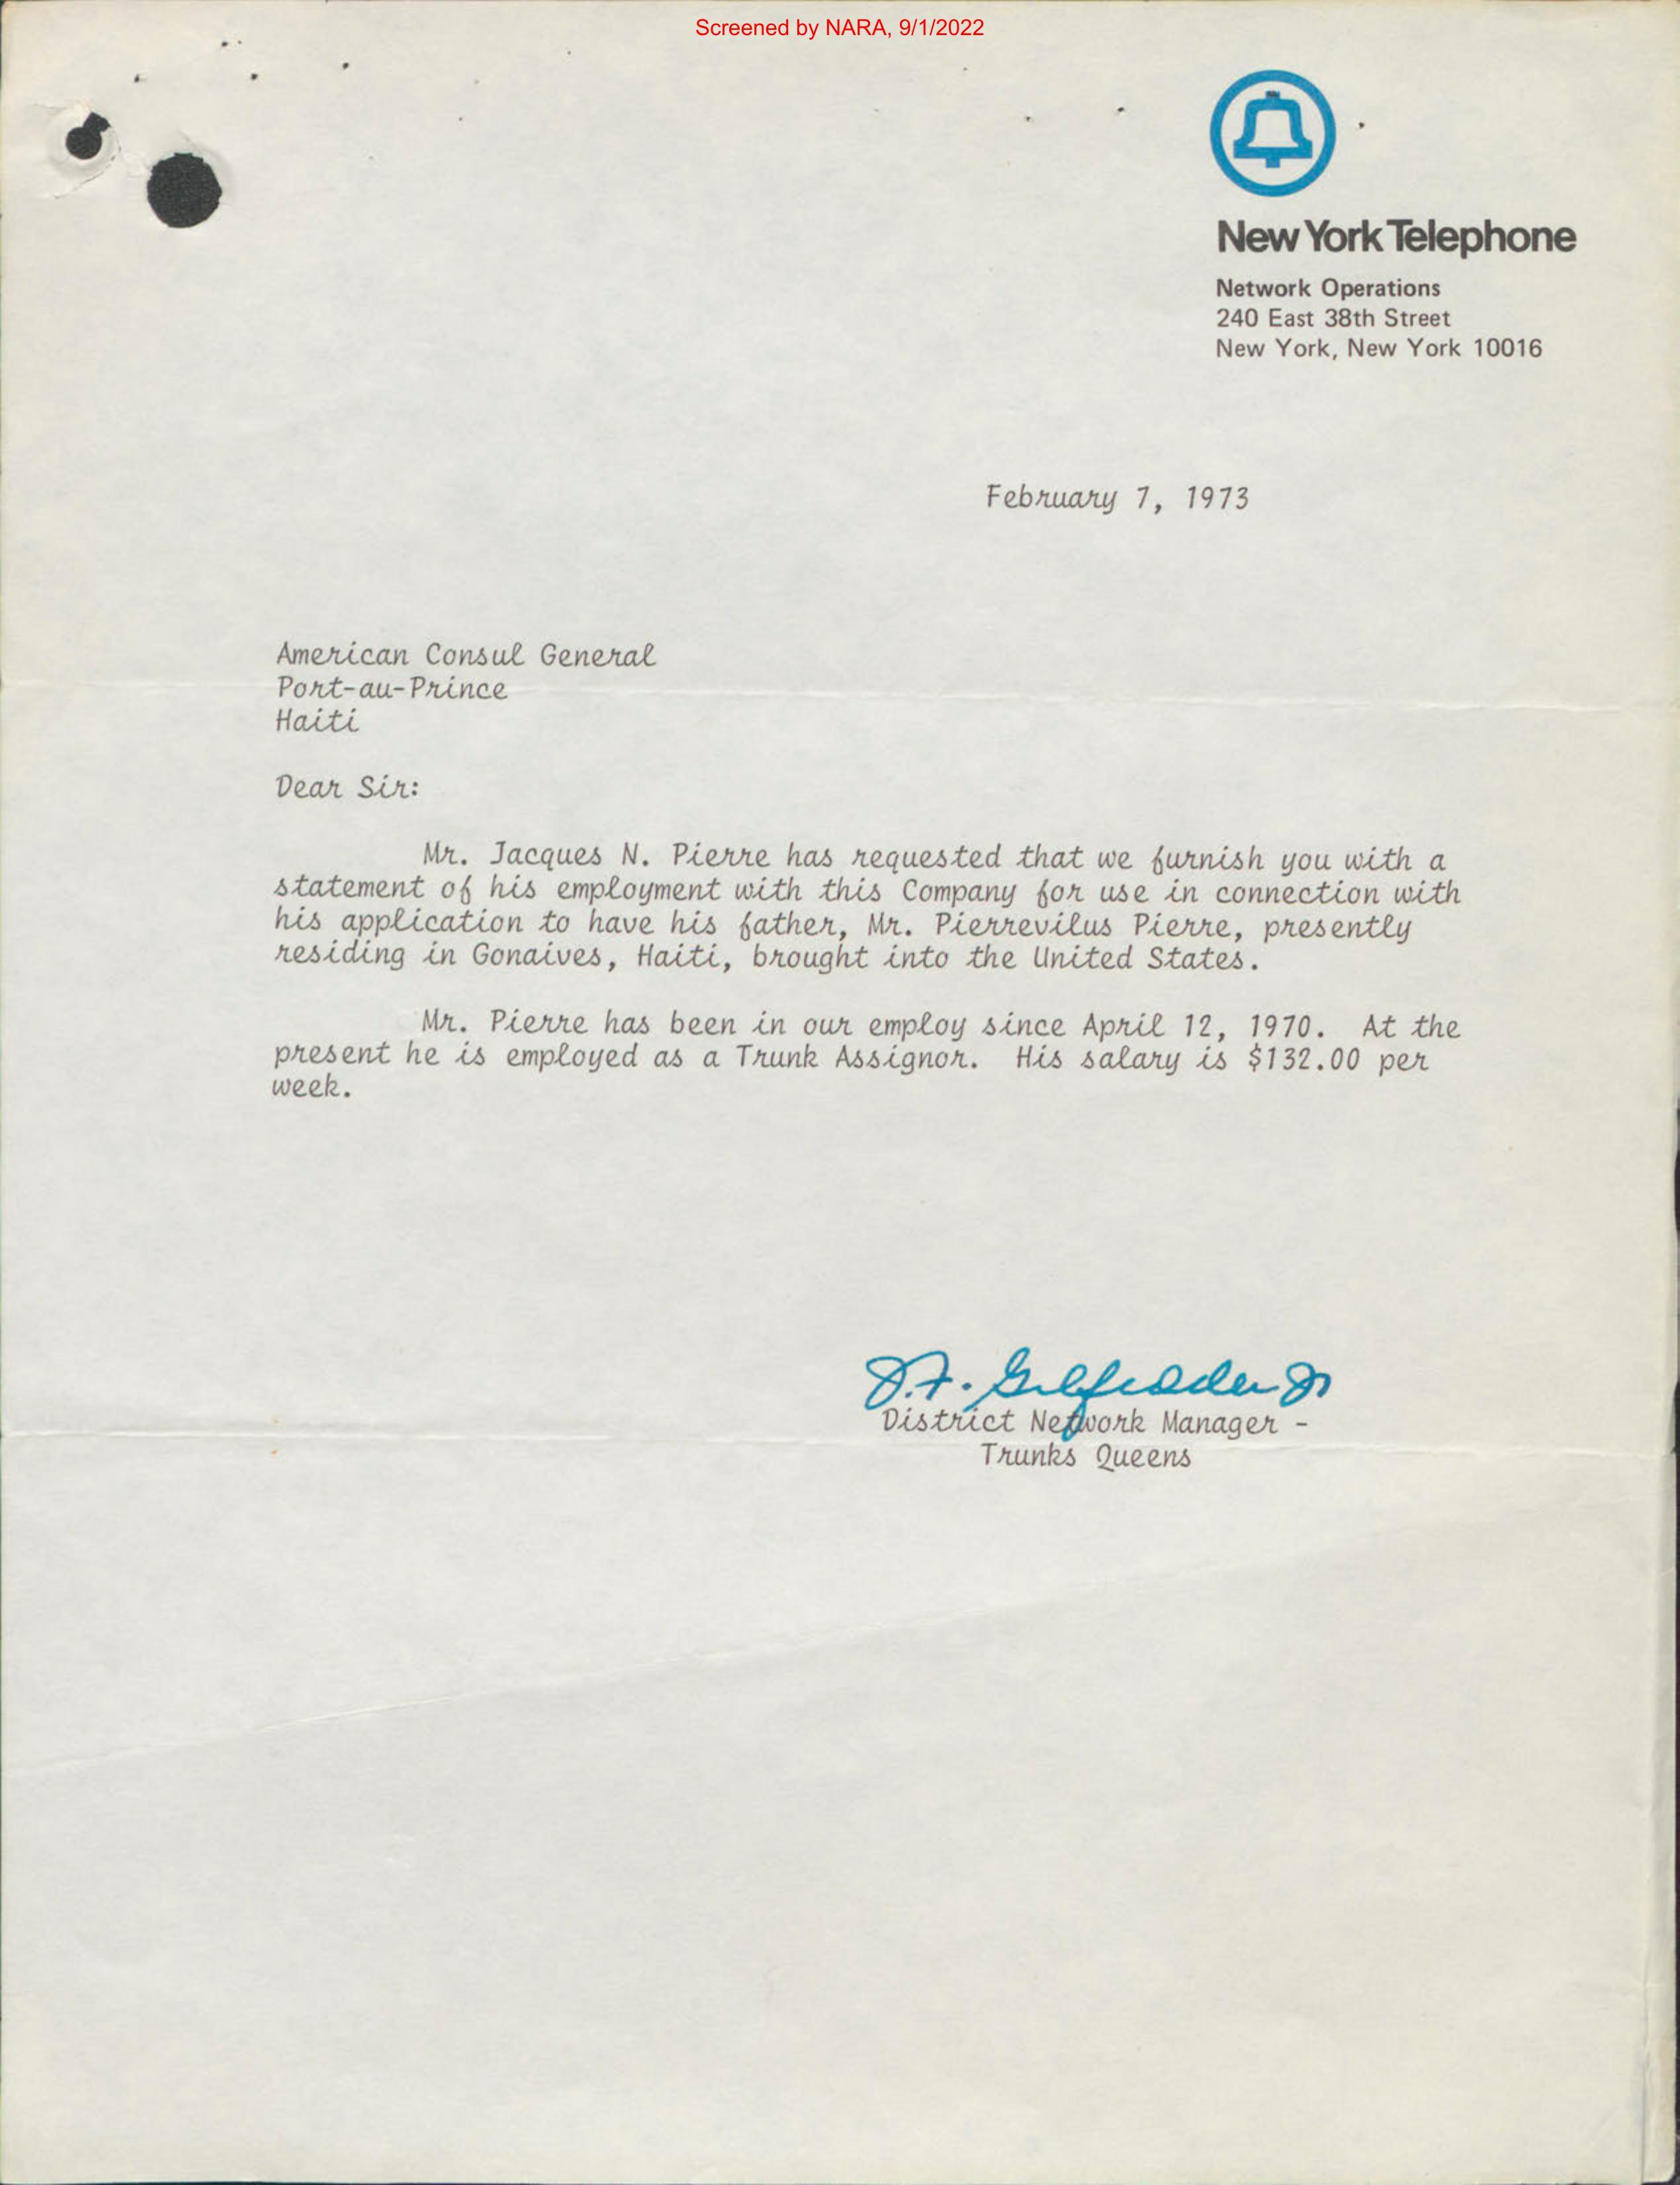 Screened by NARA, 9/1/2022
New York Telephone
Network Operations
240 East 38th Street
New York, New York 10016
February 7, 1973
American Consul General
Port-au-Prince
Haiti
Dear Sir:
Mr. Jacques N. Pierre has requested that we furnish you with a
statement of his employment with this Company for use in connection with
his application to have his father, Mr. Pierrevilus Pierre, presently
residing in Gonaives, Haiti, brought into the United States.
Mr. Pierre has been in our employ since April 12, 1970. At the
present he is employed as a Trunk Assignor. His salary is $132.00 per
week.
District Network Manager -
Trunks Queens